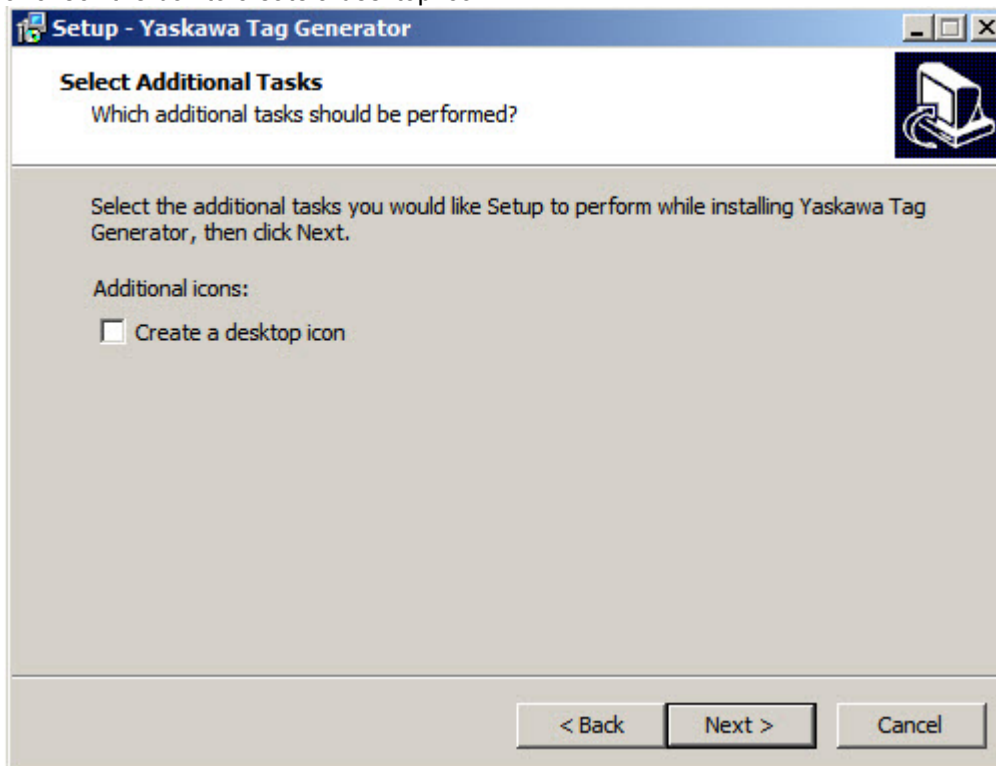 Setup - Yaskawa Tag Generator
Select Additional Tasks
Which additional tasks should be performed?
Select the additional tasks you would like Setup to perform while installing Yaskawa Tag
Generator, then click Next.
Additional icons:
Create a desktop icon
< Back Next > Cancel